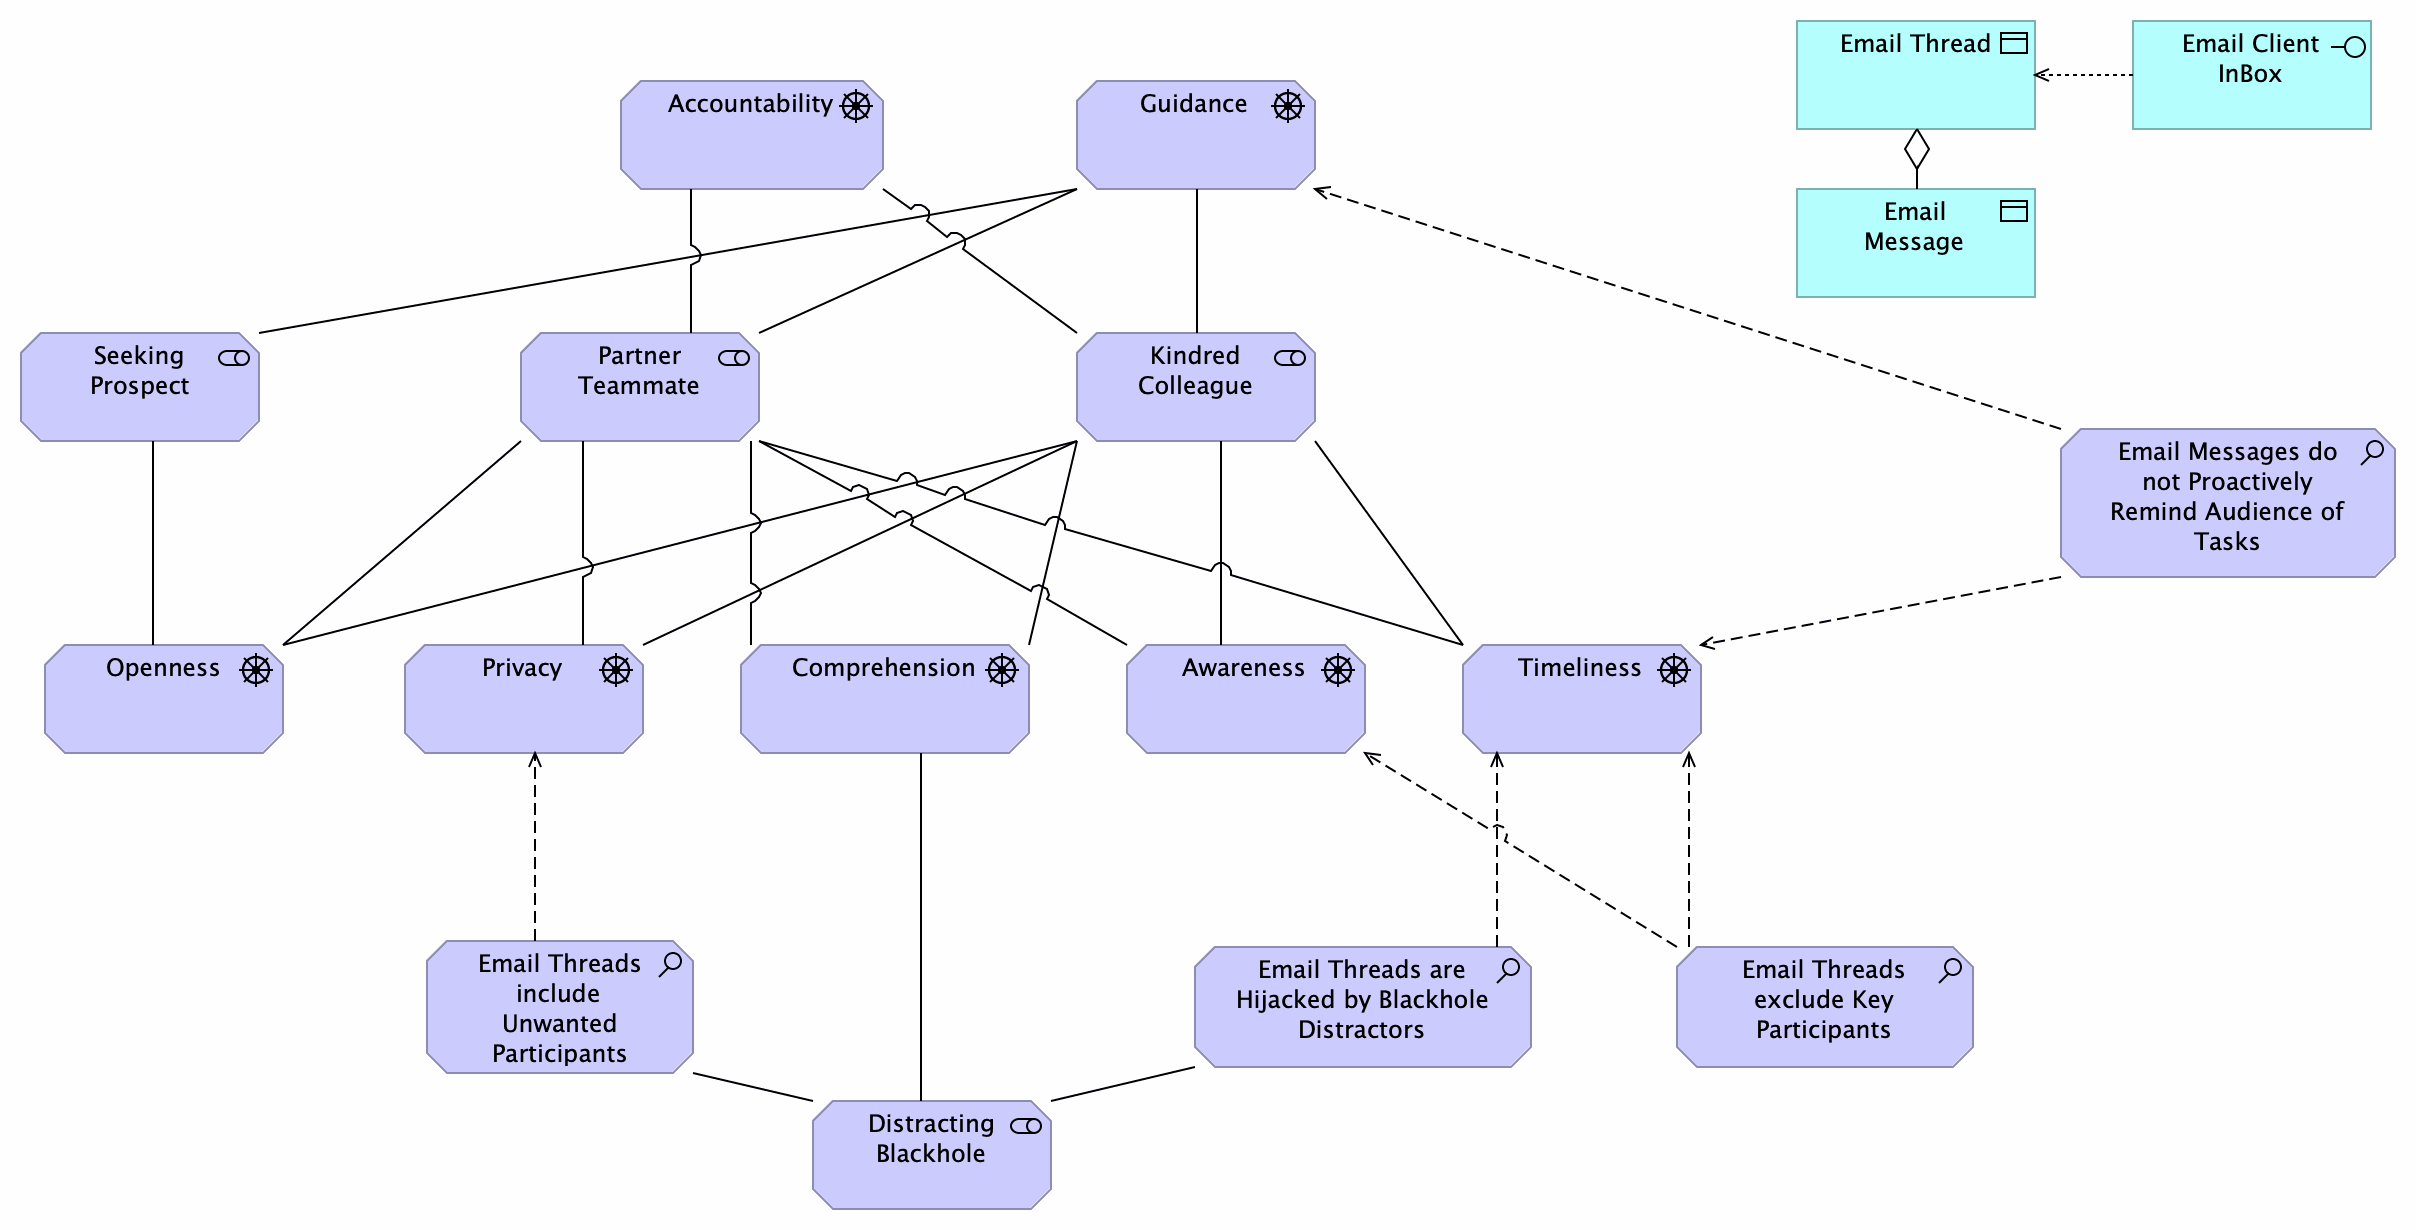 Email Thread
Email Client
InBox
Accountability
Guidance
Email
Message
Seeking
Prospect
Partner
Teammate
Kindred
Colleague
Email Messages do
not Proactively
Remind Audience of
Tasks
Openness
Privacy
Comprehension
Awareness
Timeliness
Email Threads
include
Unwanted
Participants
Email Threads are
Hijacked by Blackhole
Distractors
Email Threads
exclude Key
Participants
Distracting
Blackhole